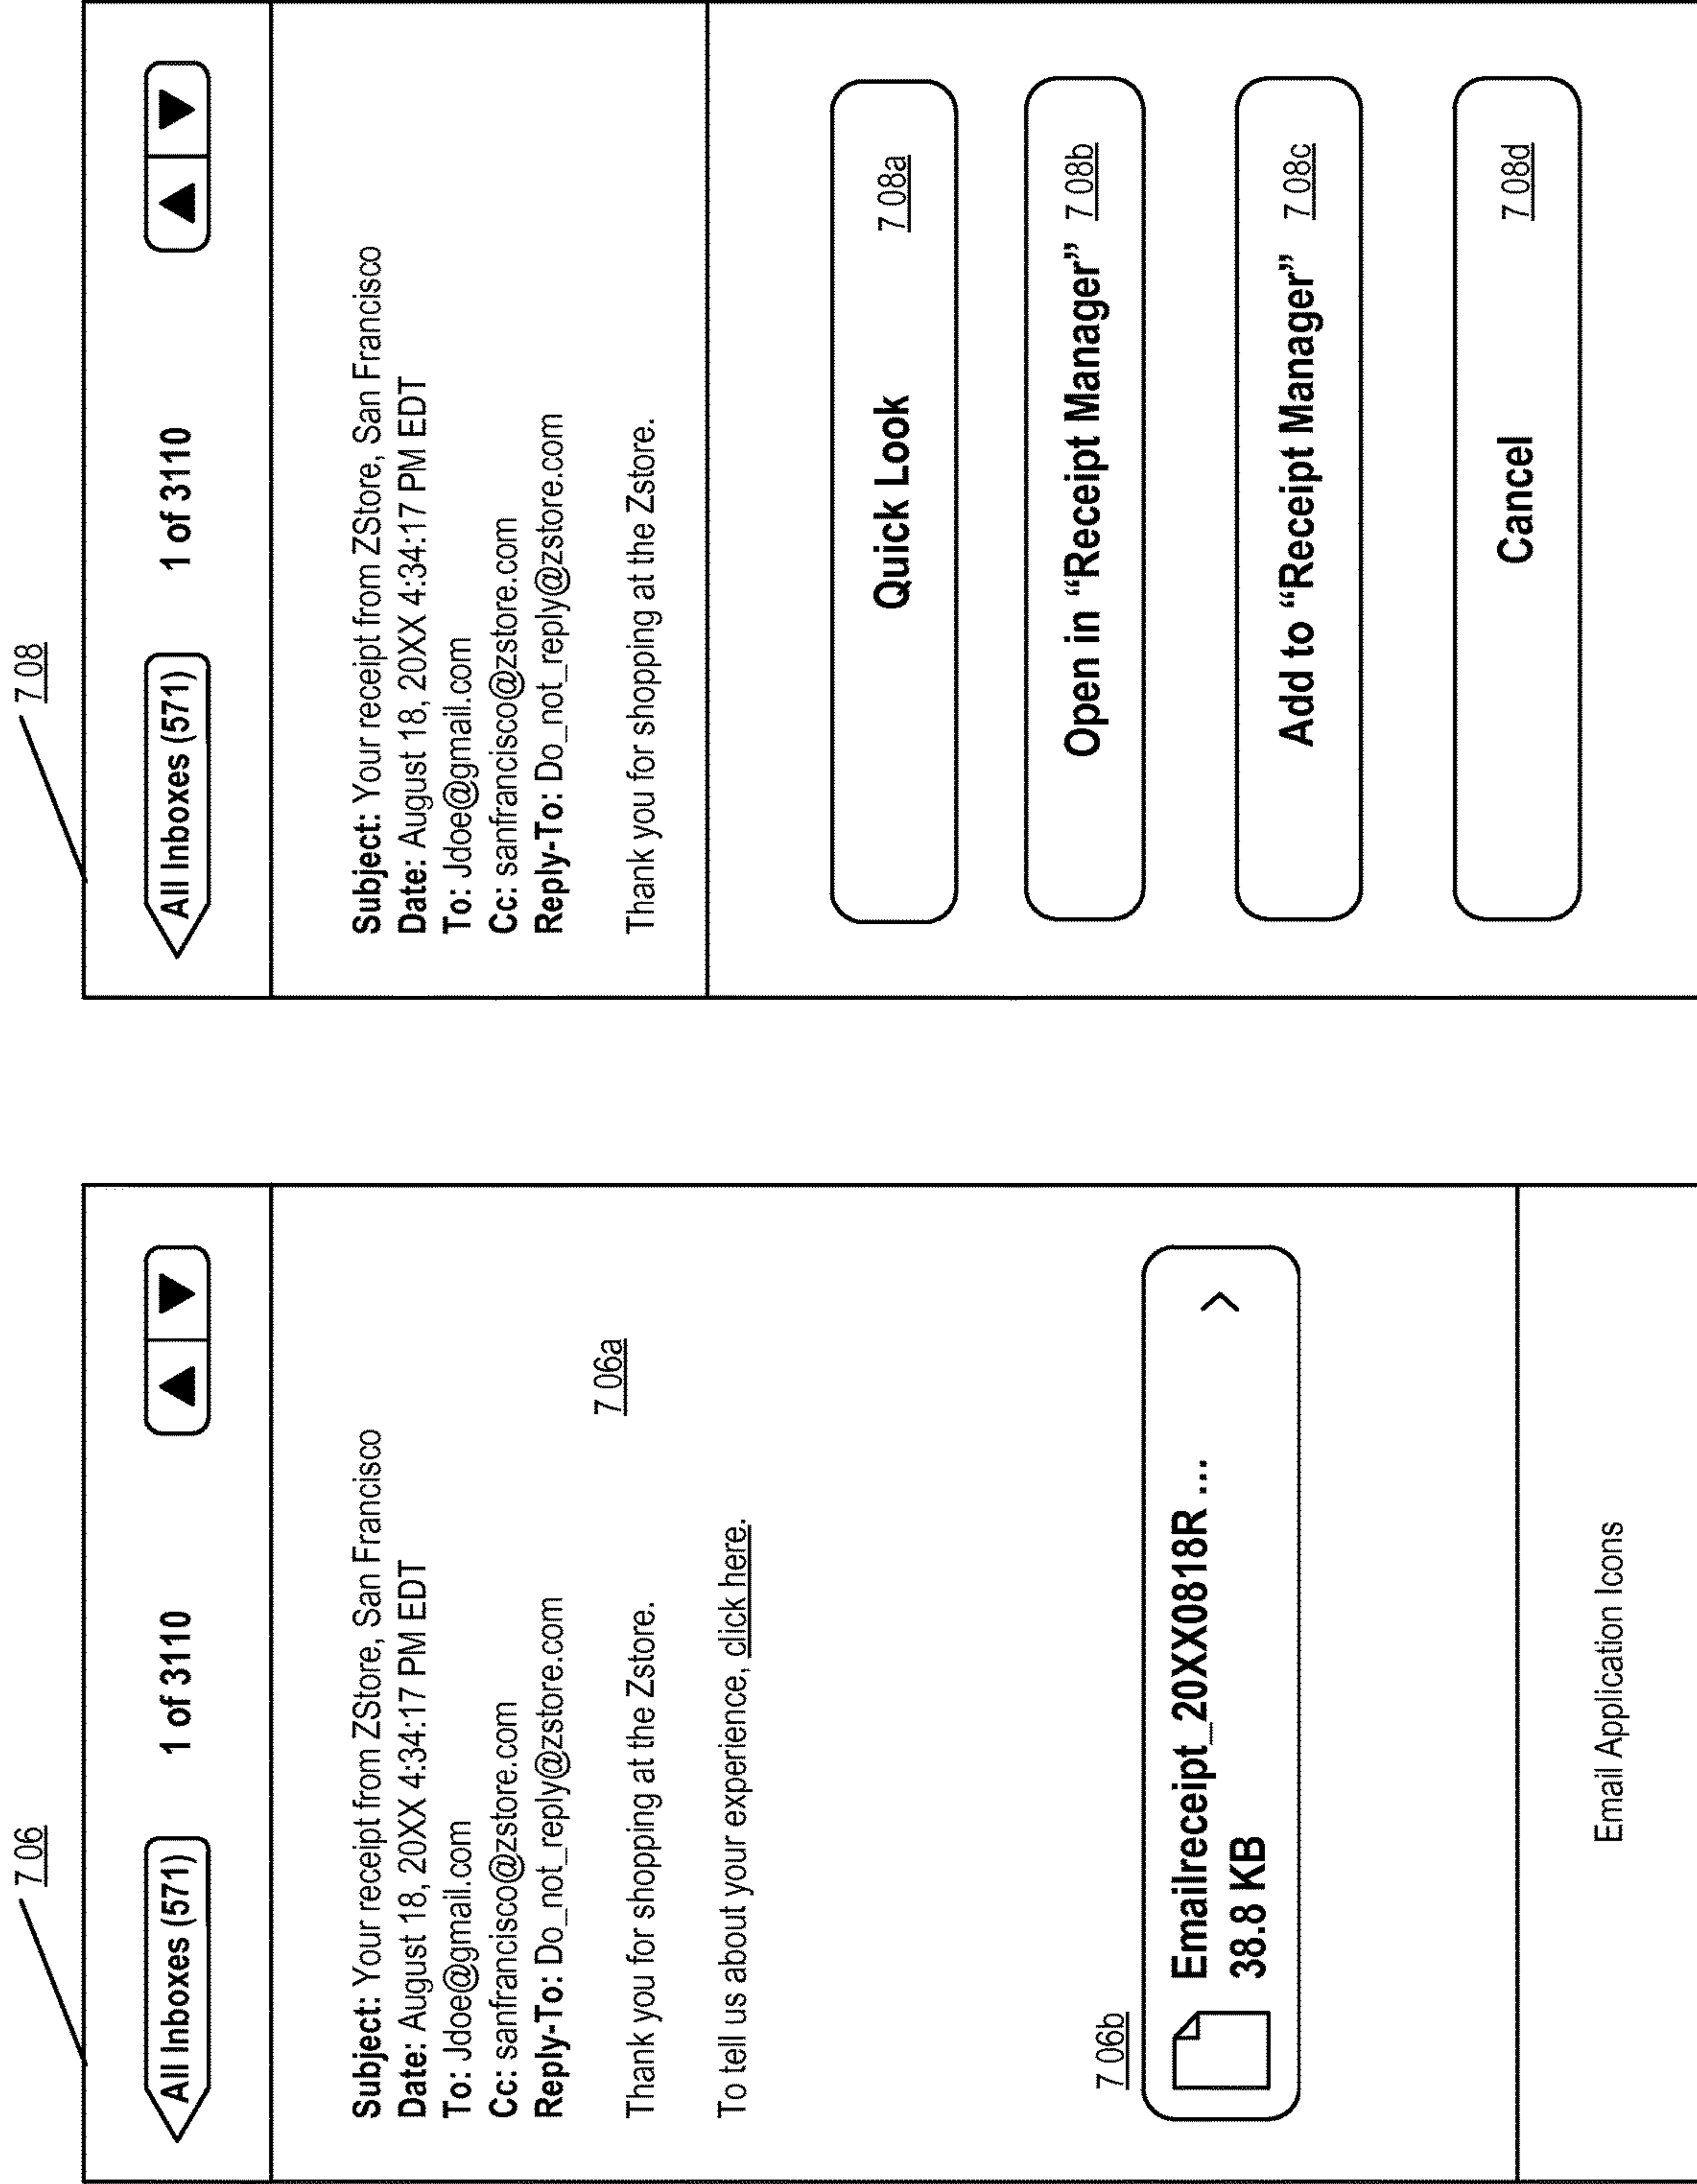 7 06
All Inboxes (571)
1 of 3110
Subject: Your receipt from ZStore, San Francisco
Date: August 18, 20XX 4:34:17 PM EDT
To: Jdoe@gmail.com
Cc: sanfrancisco@zstore.com
Reply-To: Do_not_reply@zstore.com
7 06a
Thank you for shopping at the Zstore.
To tell us about your experience, click here.
7 06b
Emailreceipt_20XX0818R ...
38.8 KB
Email Application Icons
7 08
All Inboxes (571)
1 of 3110
Subject: Your receipt from ZStore, San Francisco
Date: August 18, 20XX 4:34:17 PM EDT
To: Jdoe@gmail.com
Cc: sanfrancisco@zstore.com
Reply-To: Do_not_reply@zstore.com
Thank you for shopping at the Zstore.
Quick Look 7 08a
Open in “Receipt Manager” 7 08b
Add to “Receipt Manager” 7 08c
Cancel 7 08d